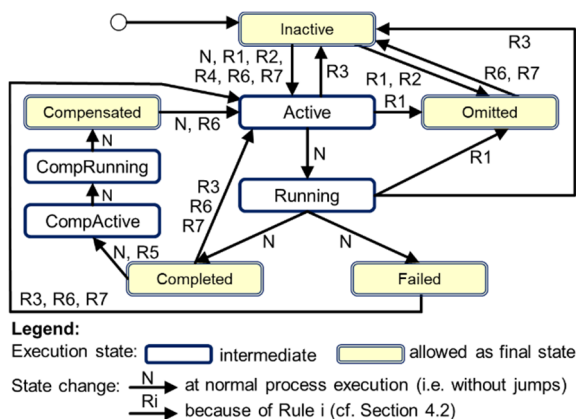 Inactive
R3
N, R1, R2,
R4, R6, R7
R3
R1, R2
R6, R7
Compensated
N, R6
Active
R1
Omitted
N
CompRunning
N
R1
N
Running
R3
R6
R7
CompActive
N, R5
N
N
Completed
Failed
R3, R6, R7
Legend:
Execution state: intermediate allowed as final state
State change: N at normal process execution (i.e. without jumps)
Ri because of Rule i (cf. Section 4.2)